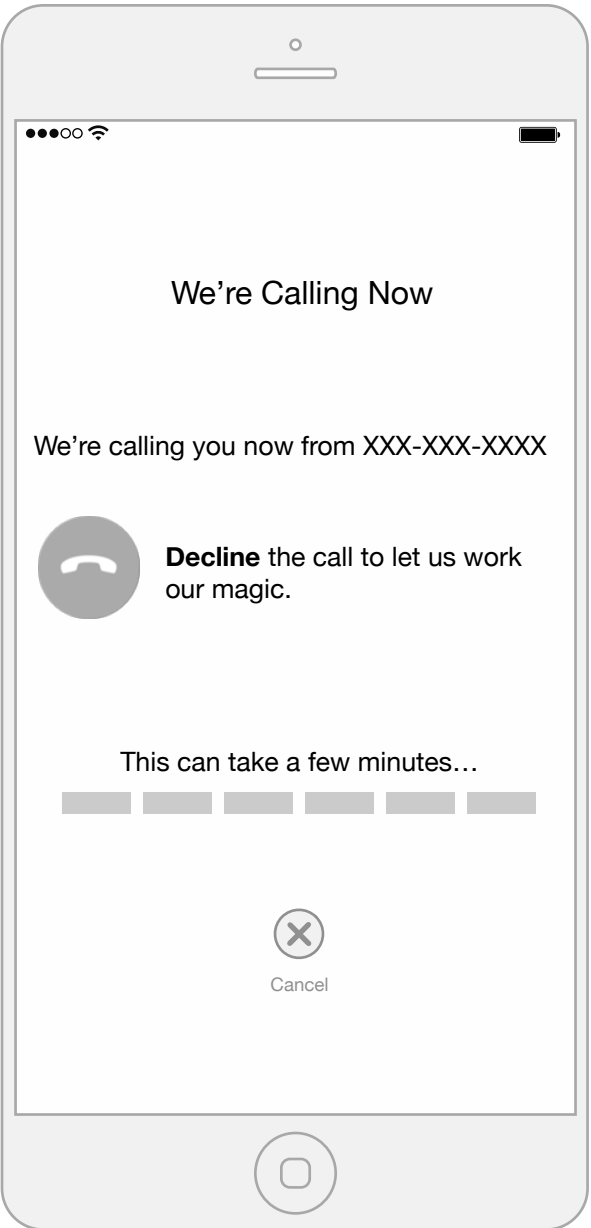 We’re Calling Now
We’re calling you now from XXX-XXX-XXXX
Decline the call to let us work
our magic.
This can take a few minutes…
Cancel